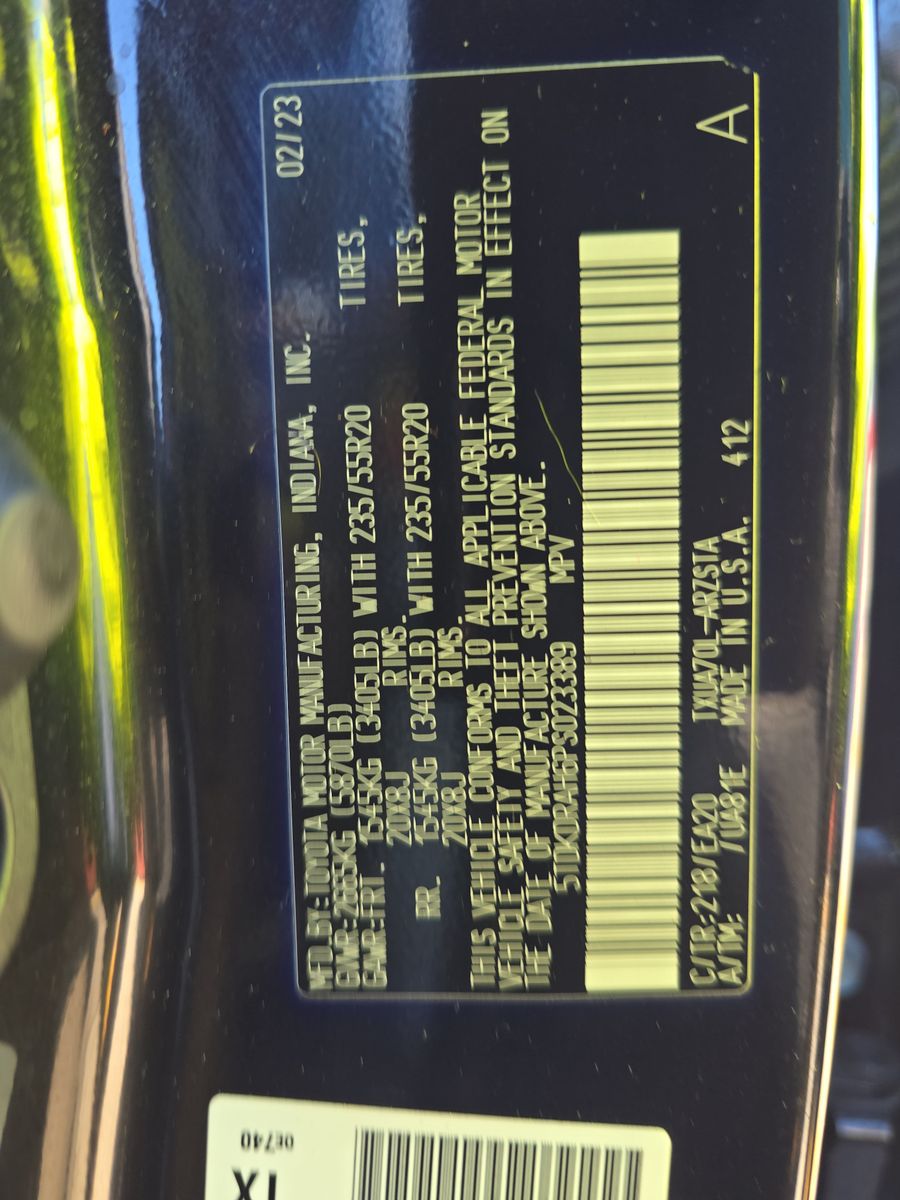 02/23
MFD.BY:TOYOTA MOTOR MANUFACTURING, INDIANA, INC.
GVWR:2665KG (5870LB)
GAWR:FRT. 1545KG (3405LB) WITH 235/55R20 TIRES,
20X8J RIMS.
RR. 1545KG (3405LB) WITH 235/55R20 TIRES,
20X8J RIMS.
THIS VEHICLE CONFORMS TO ALL APPLICABLE FEDERAL MOTOR
VEHICLE SAFETY AND THEFT PREVENTION STANDARDS IN EFFECT ON
THE DATE OF MANUFACTURE SHOWN ABOVE.
5TDKDRAH5PS023389 MPV
C/TR:218/EA20 TXUA70L-ARZSTA
A/TM: /UA81E MADE IN U.S.A. 412 A
0E740
TX